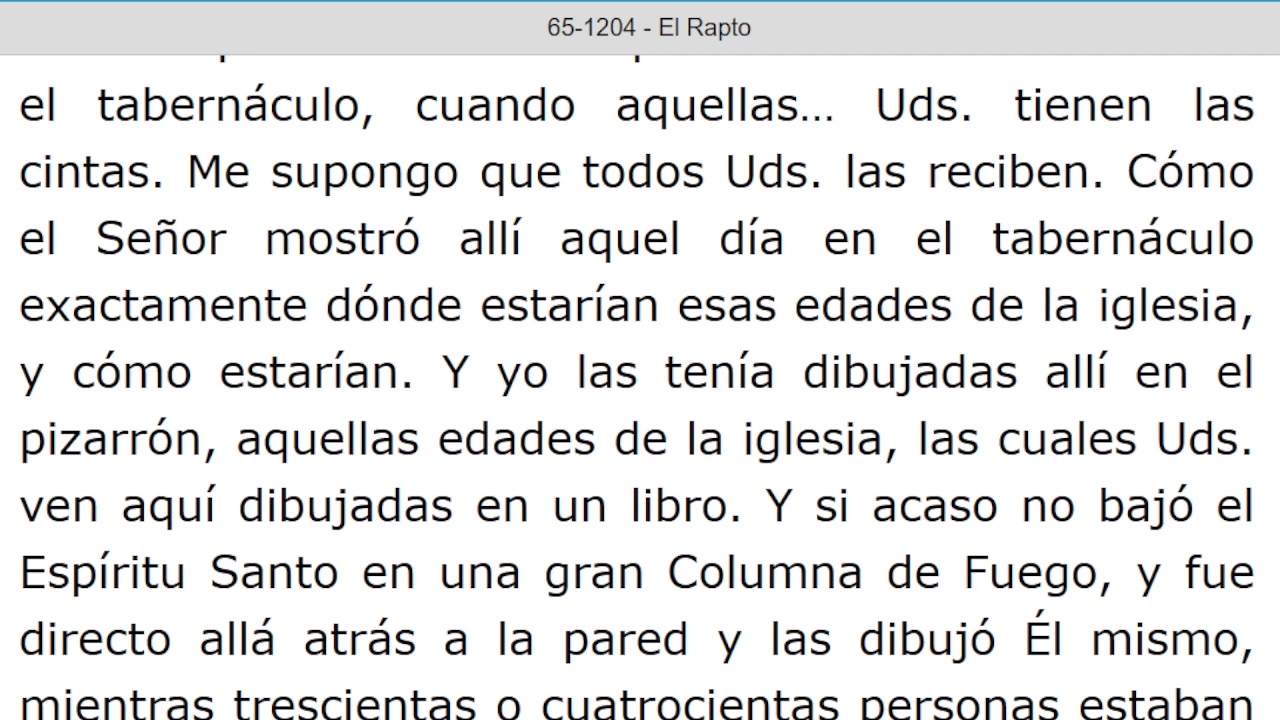 65-1204 - El Rapto
el tabernáculo, cuando aquellas... Uds. tienen las
cintas. Me supongo que todos Uds. las reciben. Cómo
el Señor mostró allí aquel día en el tabernáculo
exactamente dónde estarían esas edades de la iglesia,
y cómo estarían. Y yo las tenía dibujadas allí en el
pizarrón, aquellas edades de la iglesia, las cuales Uds.
ven aquí dibujadas en un libro. Y si acaso no bajó el
Espíritu Santo en una gran Columna de Fuego, y fue
directo allá atrás a la pared y las dibujó Él mismo,
mientras trescientas o cuatrocientas personas estaban